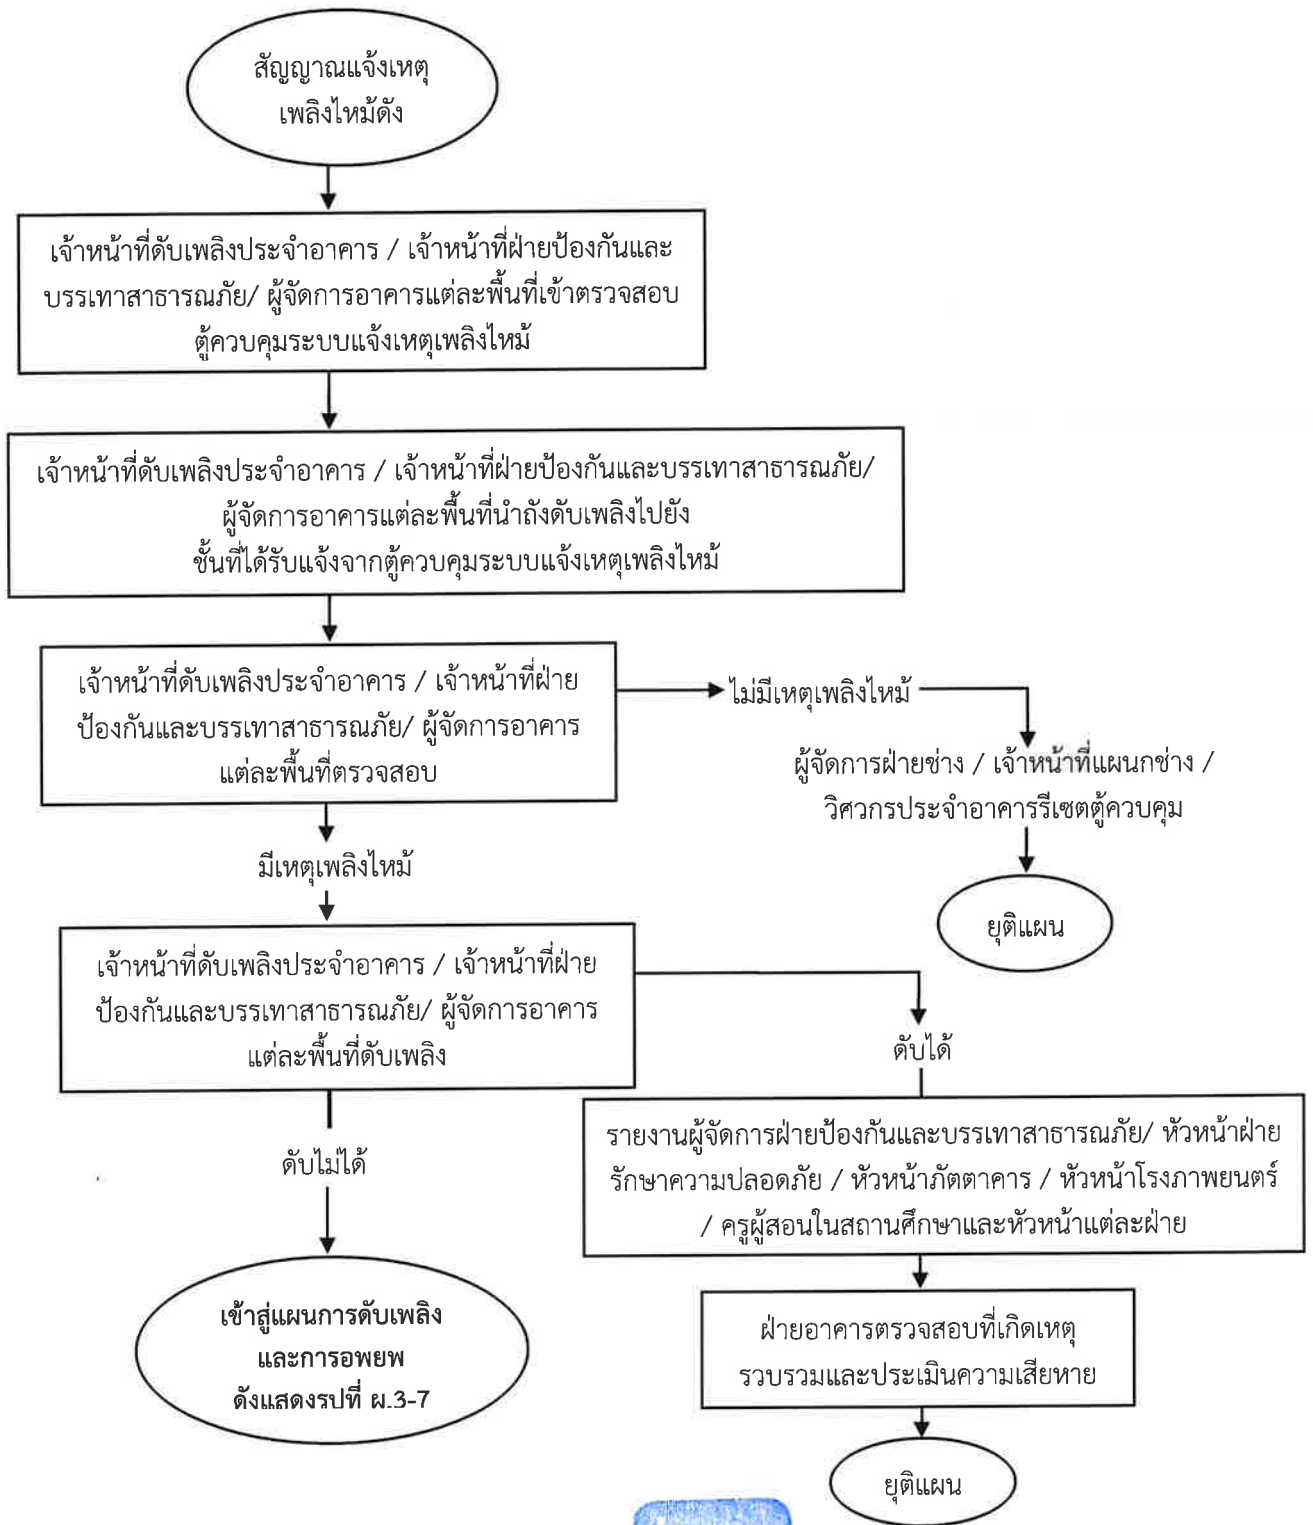 สัญญาณแจ้งเหตุ
เพลิงไหม้ดัง
เจ้าหน้าที่ดับเพลิงประจำอาคาร / เจ้าหน้าที่ฝ่ายป้องกันและ
บรรเทาสาธารณภัย/ ผู้จัดการอาคารแต่ละพื้นที่เข้าตรวจสอบ
ตู้ควบคุมระบบแจ้งเหตุเพลิงไหม้
เจ้าหน้าที่ดับเพลิงประจำอาคาร / เจ้าหน้าที่ฝ่ายป้องกันและบรรเทาสาธารณภัย/
ผู้จัดการอาคารแต่ละพื้นที่นำถังดับเพลิงไปยัง
ชั้นที่ได้รับแจ้งจากตู้ควบคุมระบบแจ้งเหตุเพลิงไหม้
เจ้าหน้าที่ดับเพลิงประจำอาคาร / เจ้าหน้าที่ฝ่าย
ป้องกันและบรรเทาสาธารณภัย/ ผู้จัดการอาคาร
แต่ละพื้นที่ตรวจสอบ
ไม่มีเหตุเพลิงไหม้
ผู้จัดการฝ่ายช่าง / เจ้าหน้าที่แผนกช่าง /
วิศวกรประจำอาคารรีเซตตู้ควบคุม
ยุติแผน
มีเหตุเพลิงไหม้
เจ้าหน้าที่ดับเพลิงประจำอาคาร / เจ้าหน้าที่ฝ่าย
ป้องกันและบรรเทาสาธารณภัย/ ผู้จัดการอาคาร
แต่ละพื้นที่ดับเพลิง
ดับได้
รายงานผู้จัดการฝ่ายป้องกันและบรรเทาสาธารณภัย/ หัวหน้าฝ่าย
รักษาความปลอดภัย / หัวหน้าภัตตาคาร / หัวหน้าโรงภาพยนตร์
/ ครูผู้สอนในสถานศึกษาและหัวหน้าแต่ละฝ่าย
ดับไม่ได้
เข้าสู่แผนการดับเพลิง
และการอพยพ
ดังแสดงรูปที่ ผ.3-7
ฝ่ายอาคารตรวจสอบที่เกิดเหตุ
รวบรวมและประเมินความเสียหาย
ยุติแผน